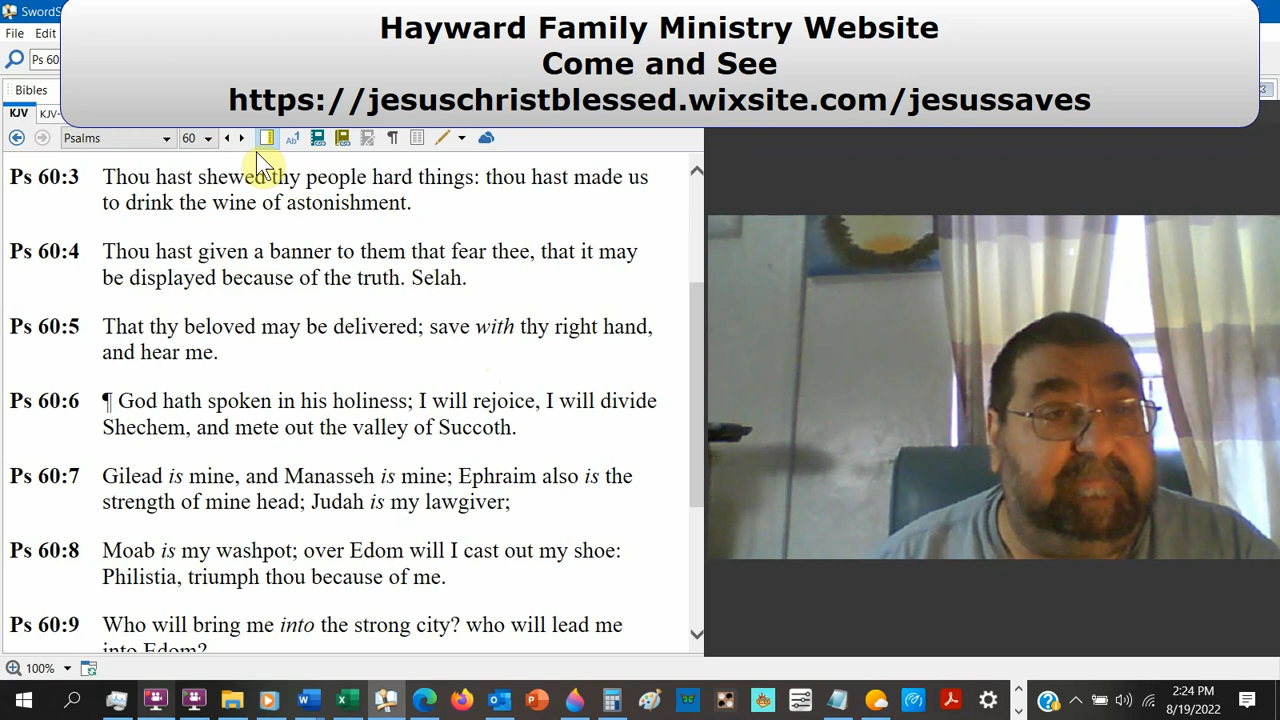 SwordS
Hayward Family Ministry Website
Come and See
https://jesuschristblessed.wixsite.com/jesussaves
File Edit
Ps 60
Bibles
KJV KJV-
Psalms 60
Ps 60:3 Thou hast shewed thy people hard things: thou hast made us
to drink the wine of astonishment.
Ps 60:4 Thou hast given a banner to them that fear thee, that it may
be displayed because of the truth. Selah.
Ps 60:5 That thy beloved may be delivered; save with thy right hand,
and hear me.
Ps 60:6 ¶ God hath spoken in his holiness; I will rejoice, I will divide
Shechem, and mete out the valley of Succoth.
Ps 60:7 Gilead is mine, and Manasseh is mine; Ephraim also is the
strength of mine head; Judah is my lawgiver;
Ps 60:8 Moab is my washpot; over Edom will I cast out my shoe:
Philistia, triumph thou because of me.
Ps 60:9 Who will bring me into the strong city? who will lead me
into Edom?
100%
2:24 PM
8/19/2022